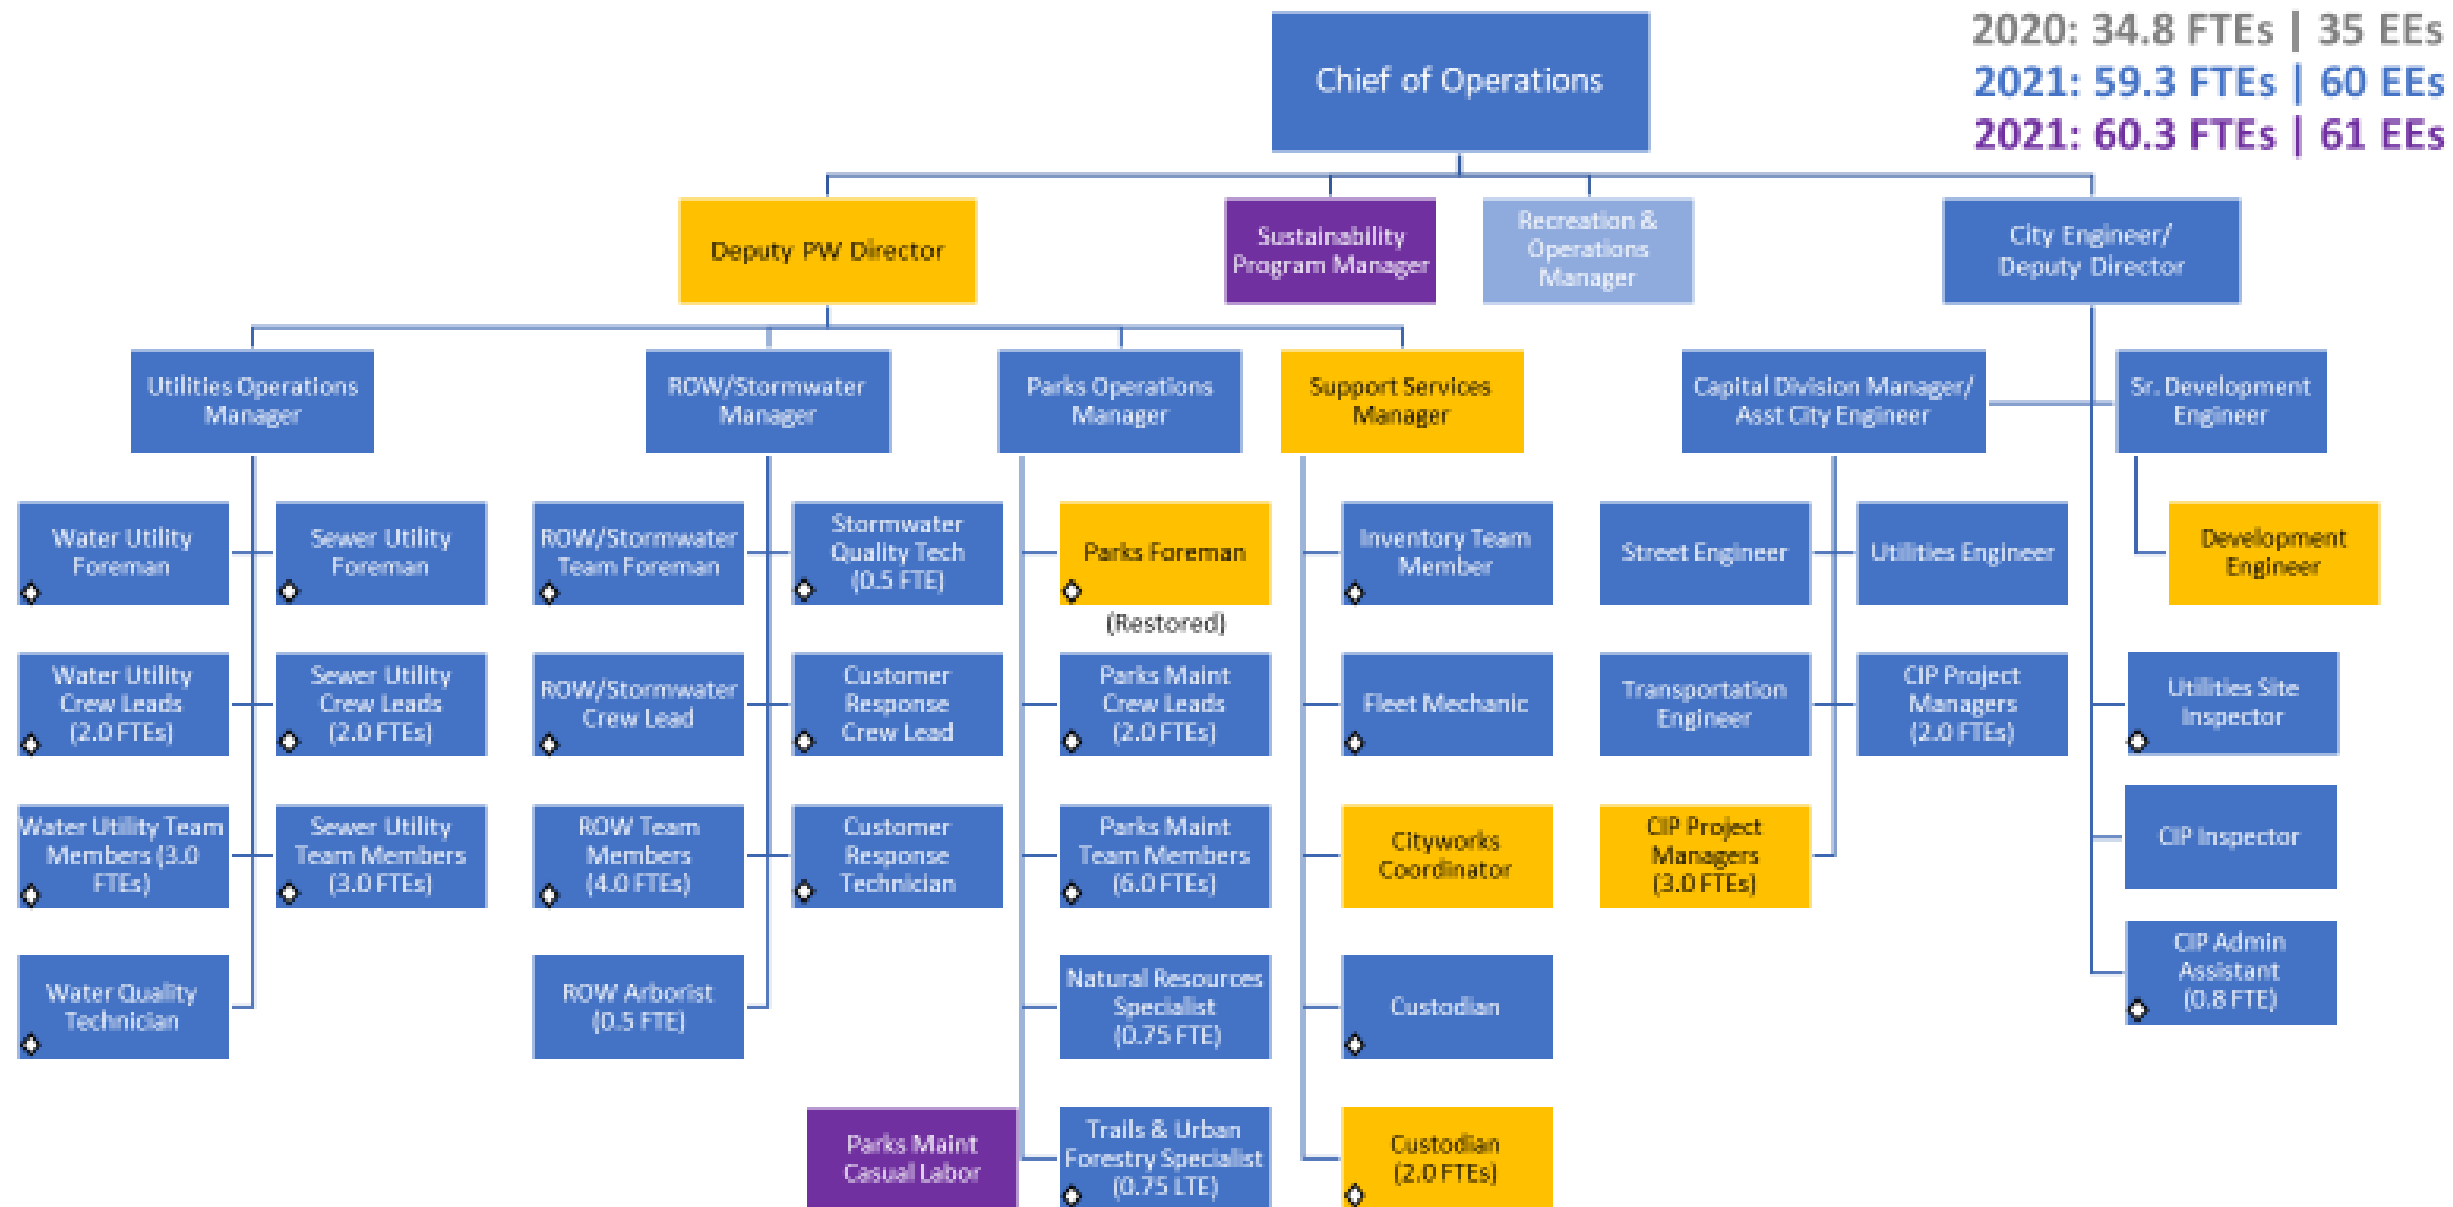 2020: 34.8 FTEs | 35 EEs
2021: 59.3 FTEs | 60 EEs
2021: 60.3 FTEs | 61 EEs
Chief of Operations
Deputy PW Director
Sustainability
Program Manager
Recreation &
Operations
Manager
City Engineer/
Deputy Director
Utilities Operations
Manager
ROW/Stormwater
Manager
Parks Operations
Manager
Support Services
Manager
Capital Division Manager/
Asst City Engineer
Sr. Development
Engineer
Water Utility
Foreman
Sewer Utility
Foreman
ROW/Stormwater
Team Foreman
Stormwater
Quality Tech
(0.5 FTE)
Parks Foreman
(Restored)
Inventory Team
Member
Street Engineer
Utilities Engineer
Development
Engineer
Water Utility
Crew Leads
(2.0 FTEs)
Sewer Utility
Crew Leads
(2.0 FTEs)
ROW/Stormwater
Crew Lead
Customer
Response
Crew Lead
Parks Maint
Crew Leads
(2.0 FTEs)
Fleet Mechanic
Transportation
Engineer
CIP Project
Managers
(2.0 FTEs)
Utilities Site
Inspector
Water Utility Team
Members (3.0
FTEs)
Sewer Utility
Team Members
(3.0 FTEs)
ROW Team
Members
(4.0 FTEs)
Customer
Response
Technician
Parks Maint
Team Members
(6.0 FTEs)
Cityworks
Coordinator
CIP Project
Managers
(3.0 FTEs)
CIP Inspector
Water Quality
Technician
ROW Arborist
(0.5 FTE)
Natural Resources
Specialist
(0.75 FTE)
Custodian
CIP Admin
Assistant
(0.8 FTE)
Parks Maint
Casual Labor
Trails & Urban
Forestry Specialist
(0.75 LTE)
Custodian
(2.0 FTEs)